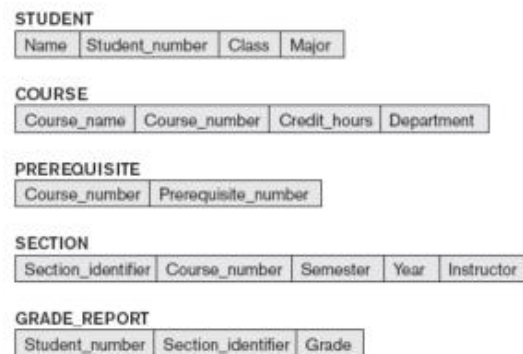 STUDENT
Name Student_number Class Major
COURSE
Course_name Course_number Credit_hours Department
PREREQUISITE
Course_number Prerequisite_number
SECTION
Section_identifier Course_number Semester Year Instructor
GRADE_REPORT
Student_number Section_identifier Grade